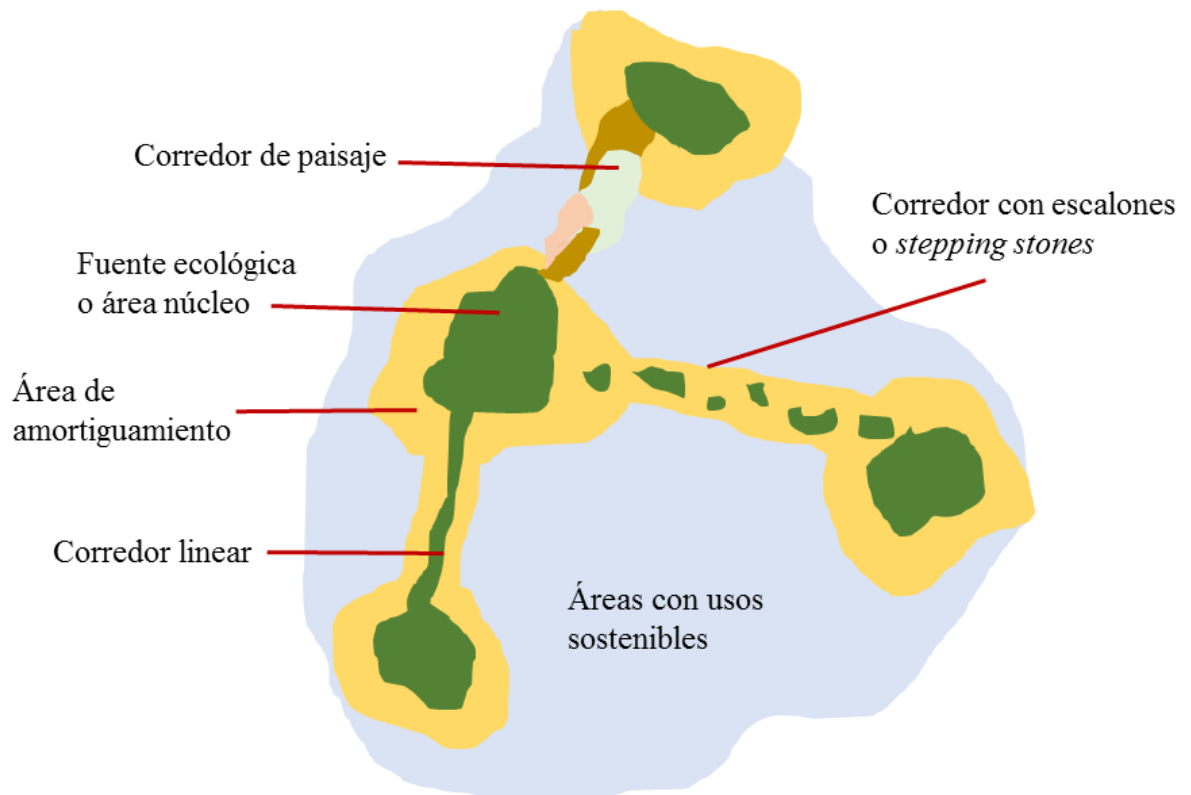 Corredor de paisaje
Corredor con escalones
o stepping stones
Fuente ecológica
o área núcleo
Área de
amortiguamiento
Corredor linear
Áreas con usos
sostenibles